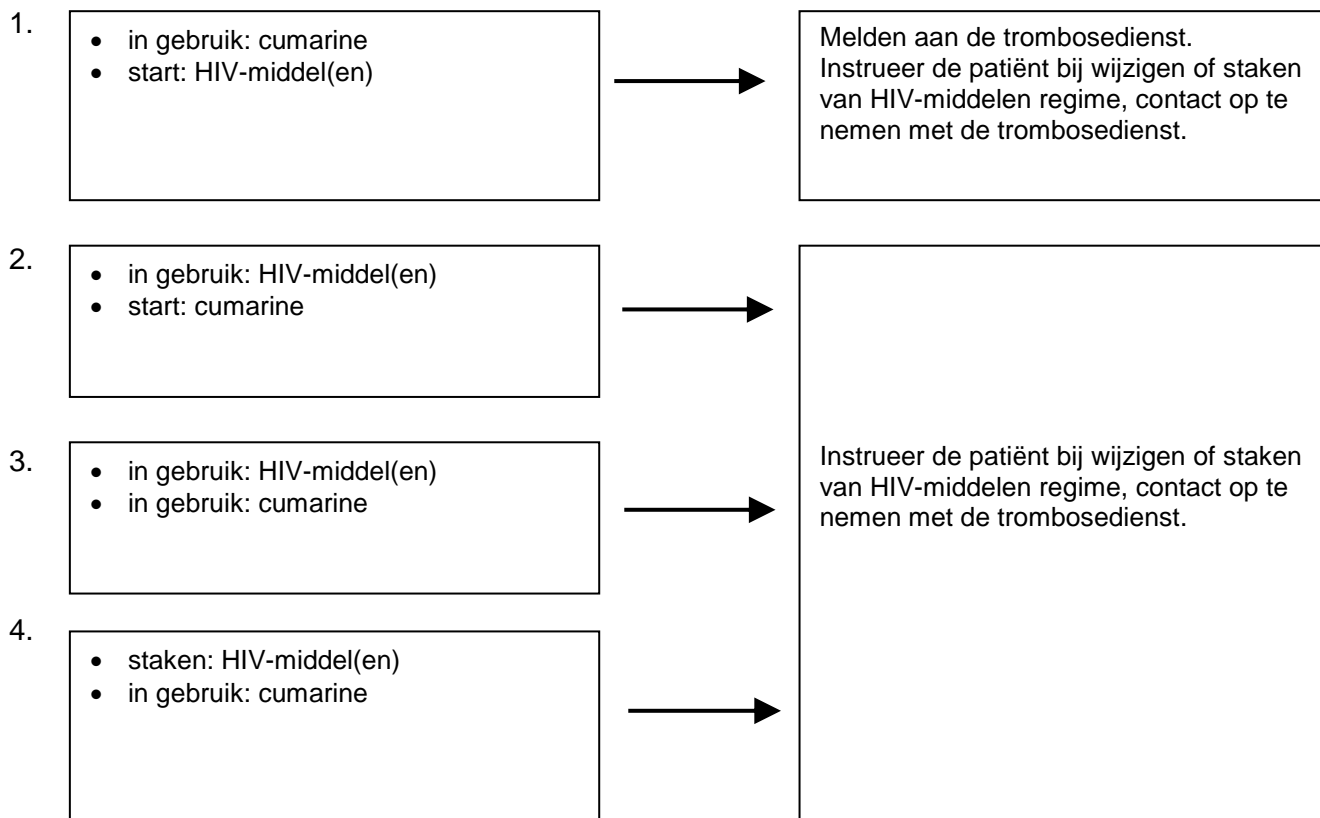 1.
• in gebruik: cumarine
• start: HIV-middel(en)
Melden aan de trombosedienst.
Instrueer de patiënt bij wijzigen of staken
van HIV-middelen regime, contact op te
nemen met de trombosedienst.
2.
• in gebruik: HIV-middel(en)
• start: cumarine
3.
• in gebruik: HIV-middel(en)
• in gebruik: cumarine
Instrueer de patiënt bij wijzigen of staken
van HIV-middelen regime, contact op te
nemen met de trombosedienst.
4.
• staken: HIV-middel(en)
• in gebruik: cumarine